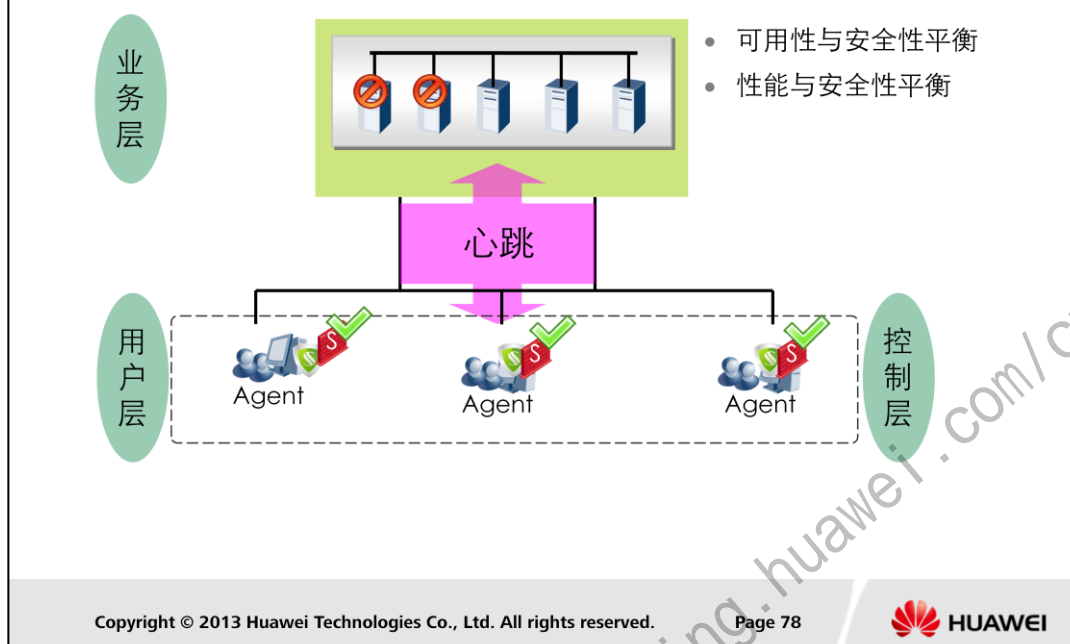 业务层
可用性与安全性平衡
性能与安全性平衡
心跳
用户层
S
S
S
控制层
Agent
Agent
Agent
ing.huawei.com/c
Copyright © 2013 Huawei Technologies Co., Ltd. All rights reserved.
Page 78
HUAWEI